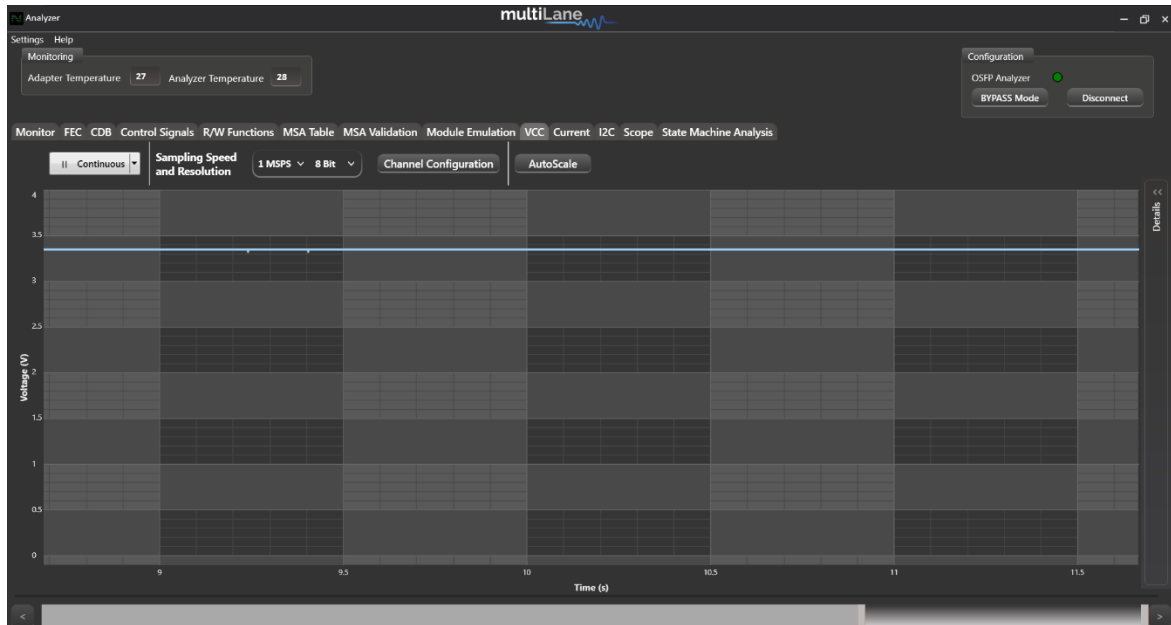 Analyzer
multiLane
Settings Help
Monitoring
Adapter Temperature 27 Analyzer Temperature 28
Configuration
OSFP Analyzer
BYPASS Mode Disconnect
Monitor FEC CDB Control Signals R/W Functions MSA Table MSA Validation Module Emulation VCC Current I2C Scope State Machine Analysis
Continuous
Sampling Speed
and Resolution
1 MSPS 8 Bit
Channel Configuration
AutoScale
<<
Details
4
3.5
3
2.5
2
1.5
1
0.5
0
Voltage (V)
9 9.5 10 10.5 11 11.5
Time (s)
< >